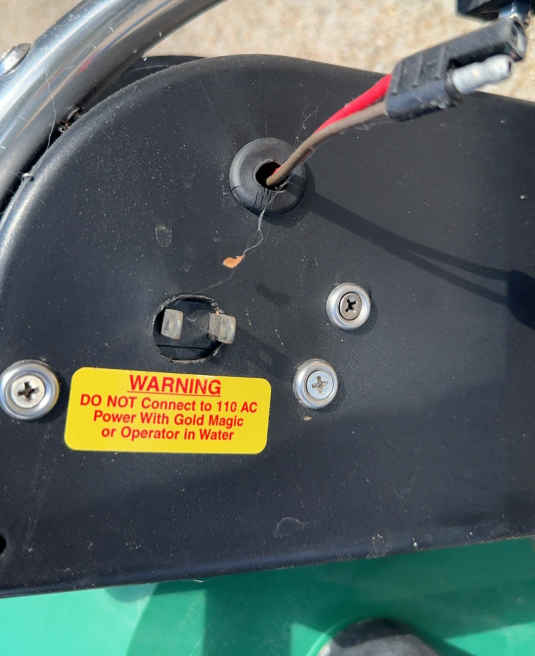 WARNING
DO NOT Connect to 110 AC
Power With Gold Magic
or Operator in Water